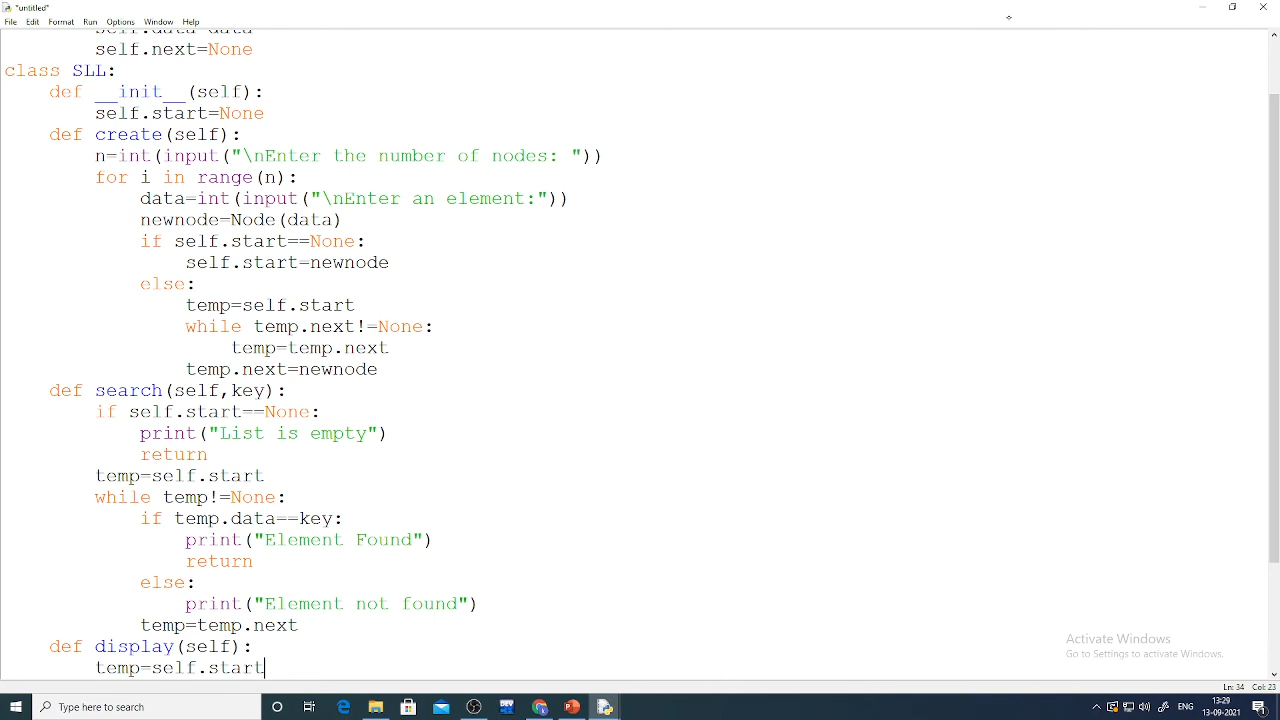 *untitled*
File Edit Format Run Options Window Help
self.next=None
class SLL:
    def __init__(self):
        self.start=None
    def create(self):
        n=int(input("\nEnter the number of nodes: "))
        for i in range(n):
            data=int(input("\nEnter an element:"))
            newnode=Node(data)
            if self.start==None:
                self.start=newnode
            else:
                temp=self.start
                while temp.next!=None:
                    temp=temp.next
                temp.next=newnode
    def search(self,key):
        if self.start==None:
            print("List is empty")
            return
        temp=self.start
        while temp!=None:
            if temp.data==key:
                print("Element Found")
                return
            else:
                print("Element not found")
            temp=temp.next
    def display(self):
        temp=self.start
Activate Windows
Go to Settings to activate Windows.
Ln: 34 Col: 23
Type here to search
ENG
13:29
13-09-2021